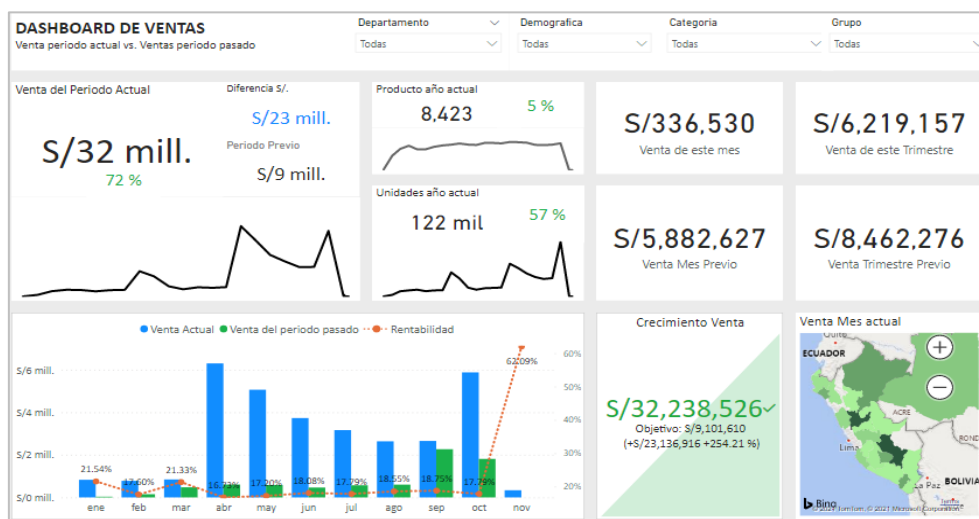 DASHBOARD DE VENTAS
Venta periodo actual vs. Ventas periodo pasado
Departamento
Todas
Demografica
Todas
Categoria
Todas
Grupo
Todas
Venta del Periodo Actual
S/32 mill.
72 %
Diferencia S/.
S/23 mill.
Periodo Previo
S/9 mill.
Producto año actual
8,423
5 %
Unidades año actual
122 mil
57 %
S/336,530
Venta de este mes
S/6,219,157
Venta de este Trimestre
S/5,882,627
Venta Mes Previo
S/8,462,276
Venta Trimestre Previo
Venta Actual Venta del periodo pasado Rentabilidad
S/6 mill.
S/4 mill.
S/2 mill.
S/0 mill.
60%
50%
40%
30%
20%
21.54% 17.60% 21.33% 16.73% 17.20% 18.08% 17.79% 18.55% 18.75% 17.79% 62.09%
ene feb mar abr may jun jul ago sep oct nov
Crecimiento Venta
S/32,238,526
Objetivo: S/9,101,610
(+S/23,136,916 +254.21 %)
Venta Mes actual
Quito
ECUADOR
ACRE
Lima
ROND
La Paz
BOLIVIA
Bing
© 2021 TomTom, © 2021 Microsoft Corporation
Terms